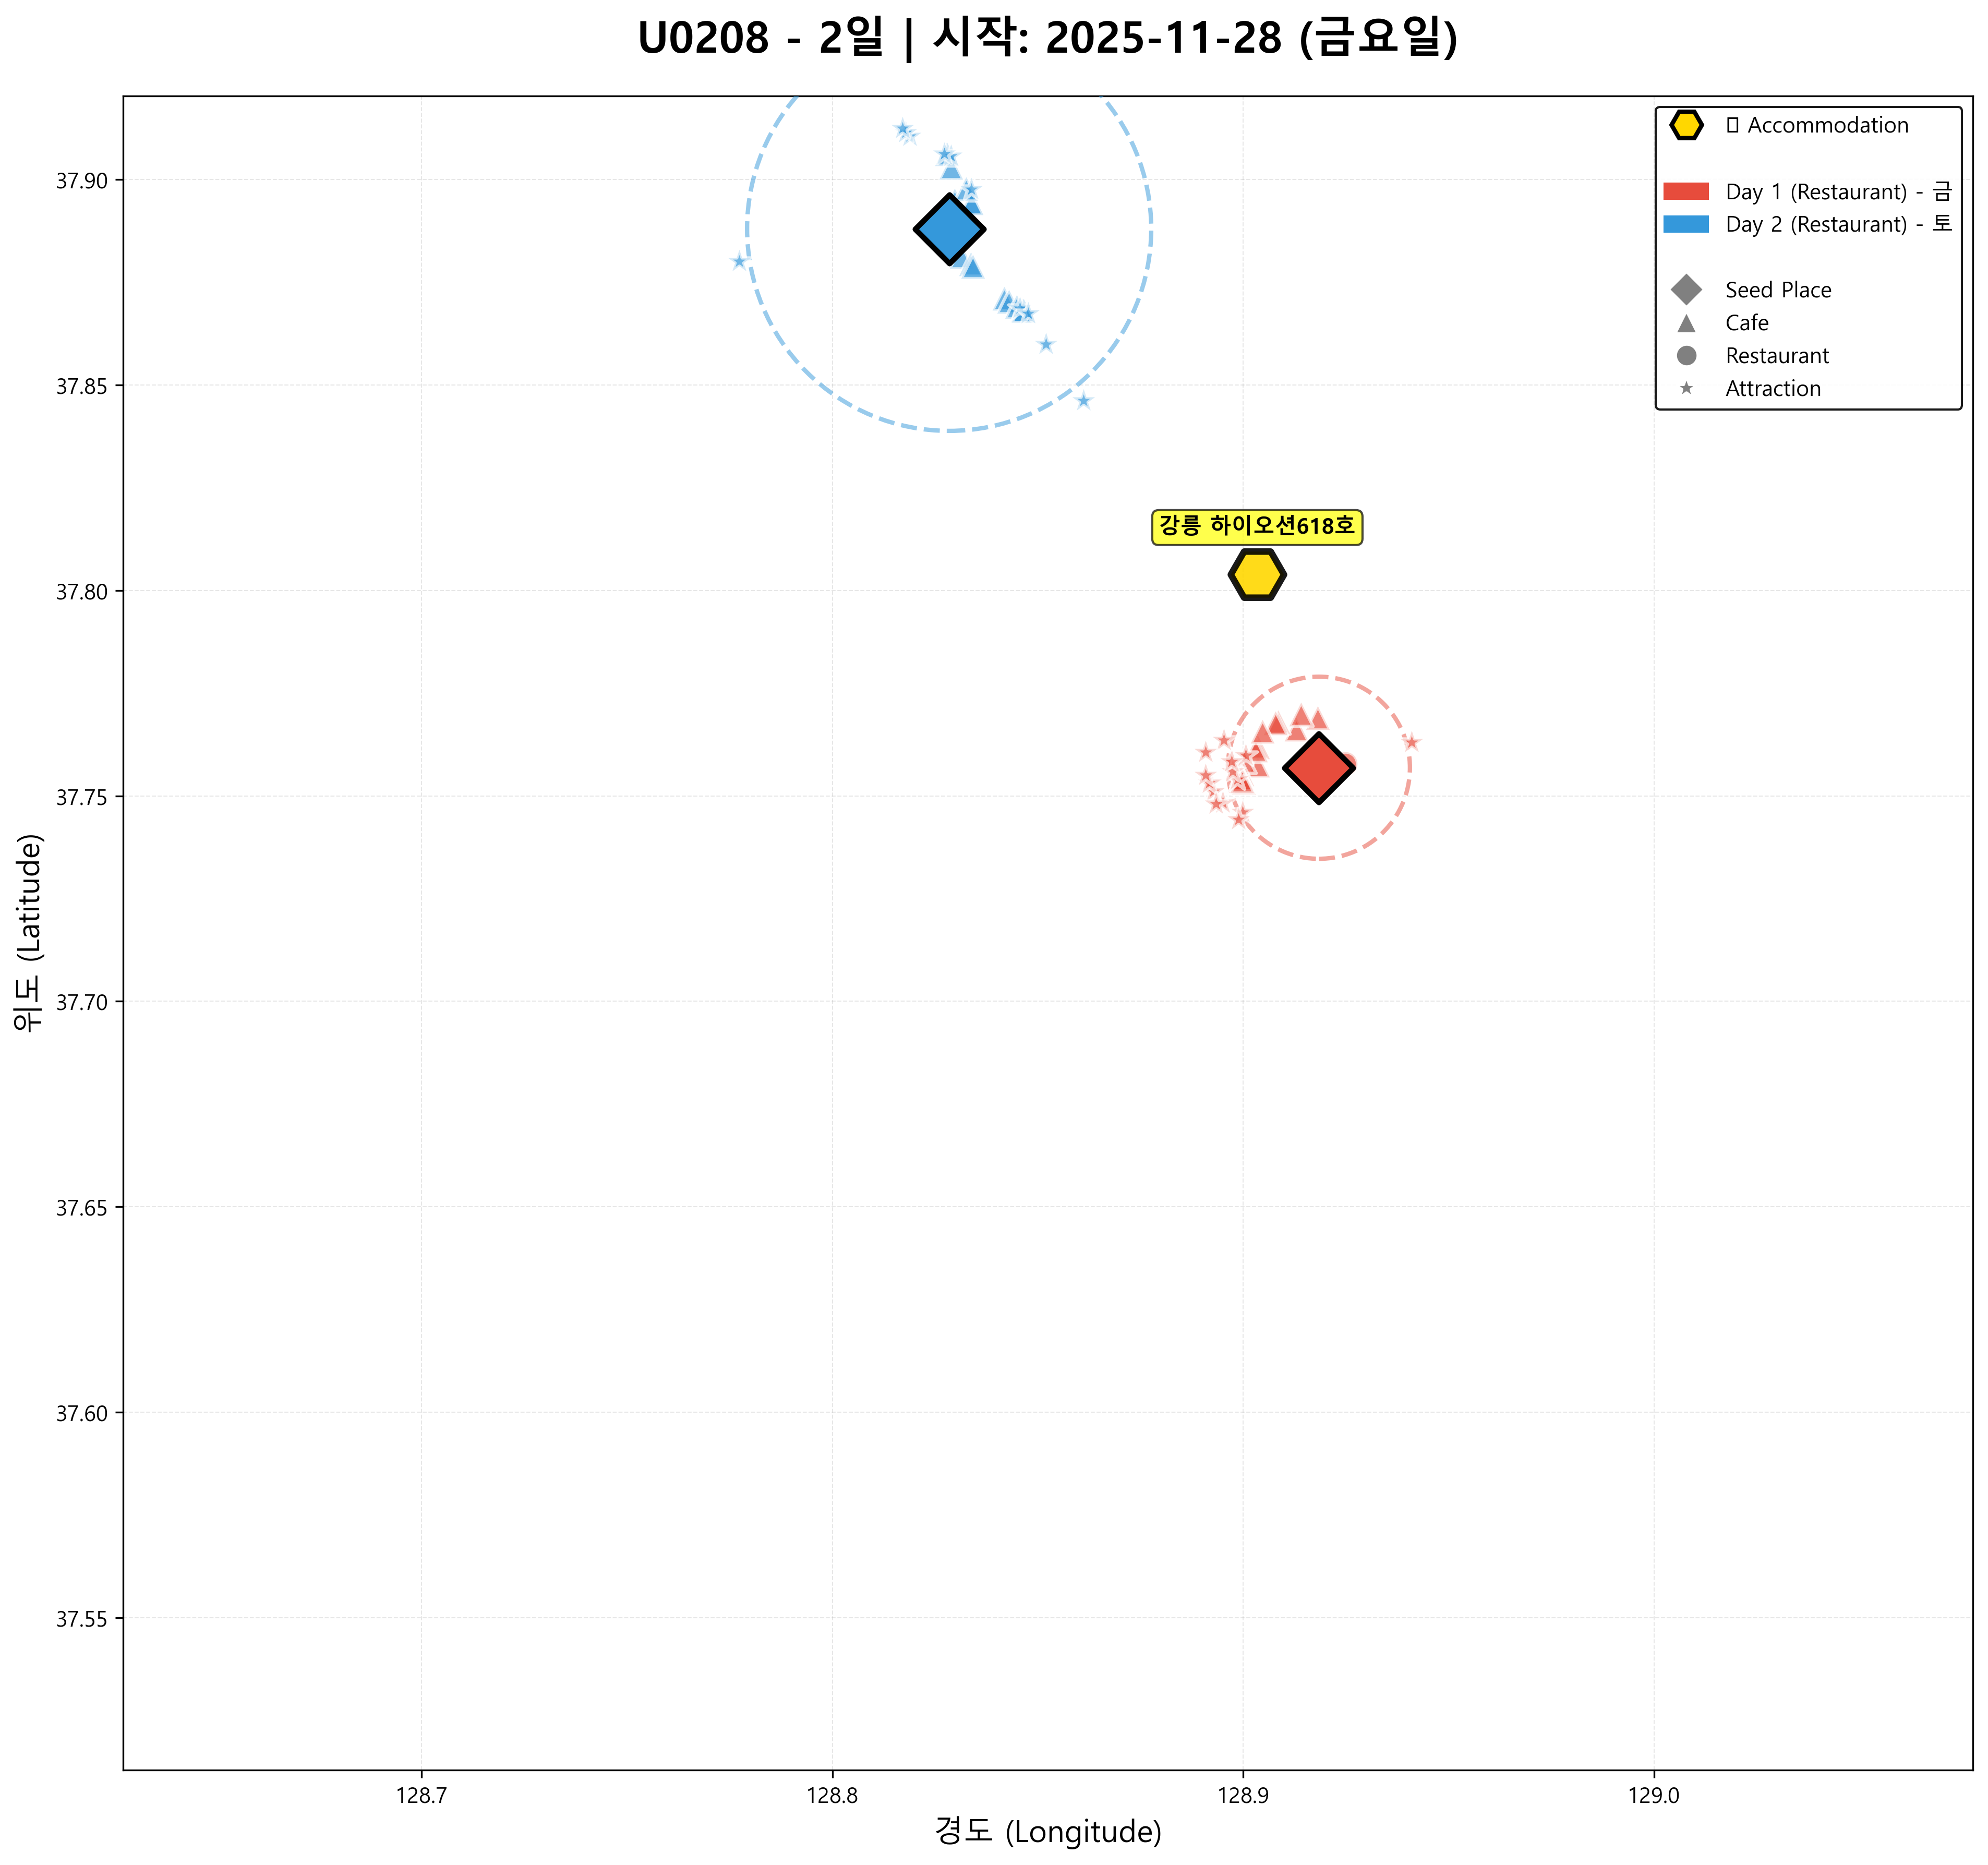 U0208 - 2일 | 시작: 2025-11-28 (금요일)
▯ Accommodation
Day 1 (Restaurant) - 금
Day 2 (Restaurant) - 토
Seed Place
Cafe
Restaurant
Attraction
강릉 하이오션618호
위도 (Latitude)
37.90
37.85
37.80
37.75
37.70
37.65
37.60
37.55
128.7 128.8 128.9 129.0
경도 (Longitude)